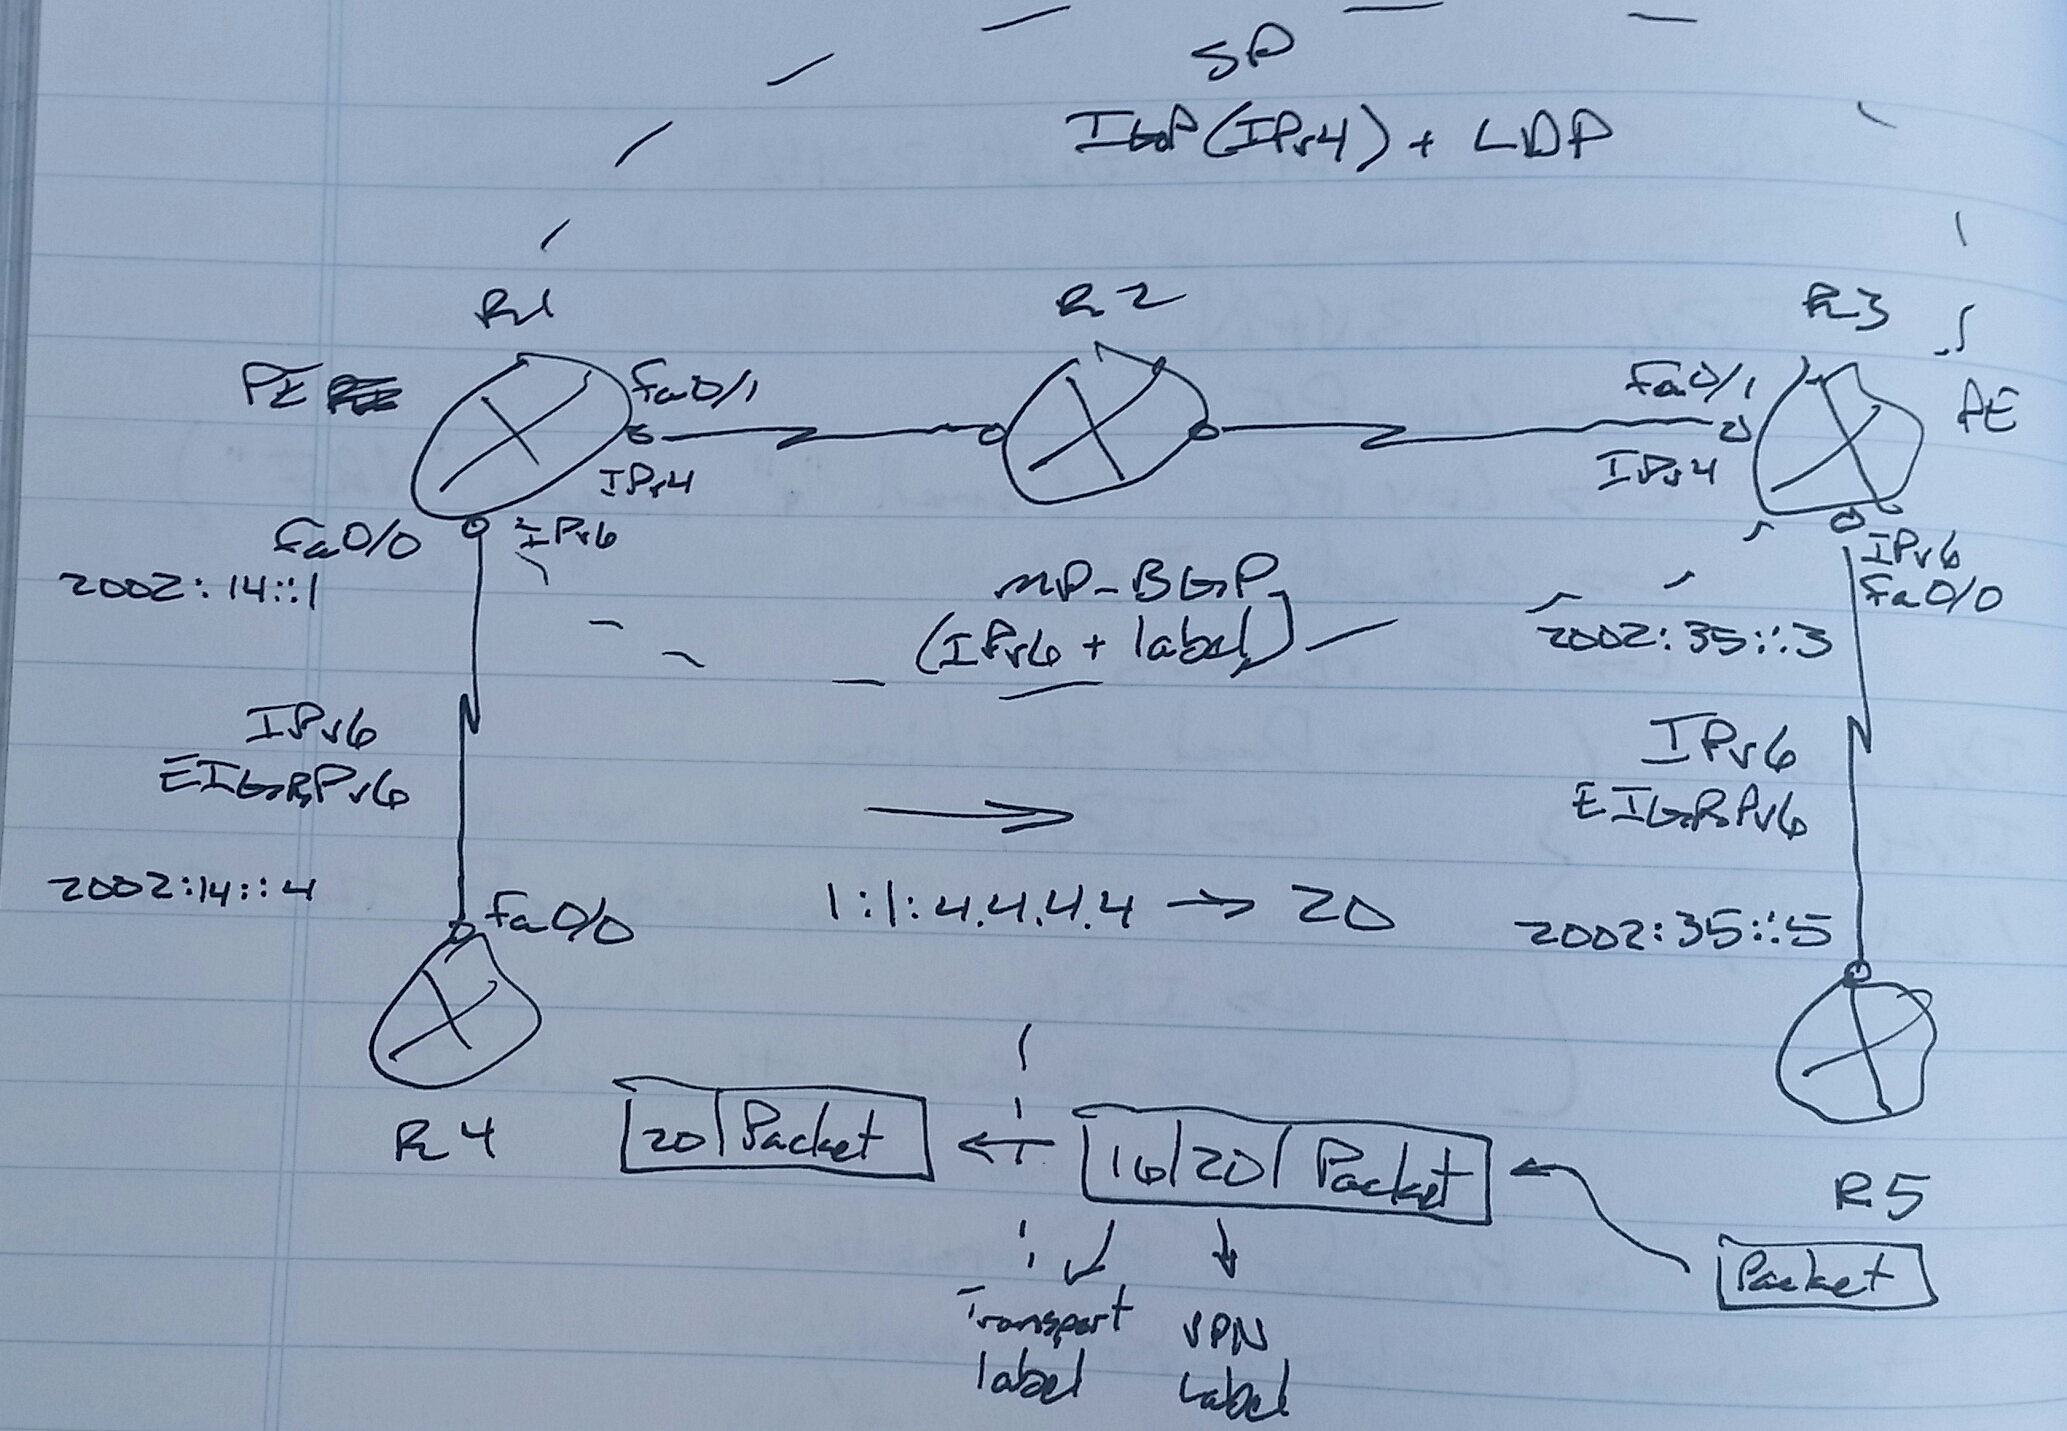 SP
IGP (IPv4) + LDP
R1
R2
R3
PE
fa0/1
fa0/1
PE
IPv4
IPv4
fa0/0
IPv6
IPv6
fa0/0
2002:14::1
MP-BGP
(IPv6 + label)
2002:35::3
IPv6
EIGRPv6
IPv6
EIGRPv6
2002:14::4
fa0/0
1:1:4.4.4.4 → 20
2002:35::5
R4
20 | Packet
←
16 | 20 | Packet
R5
Packet
Transport
label
VPN
Label